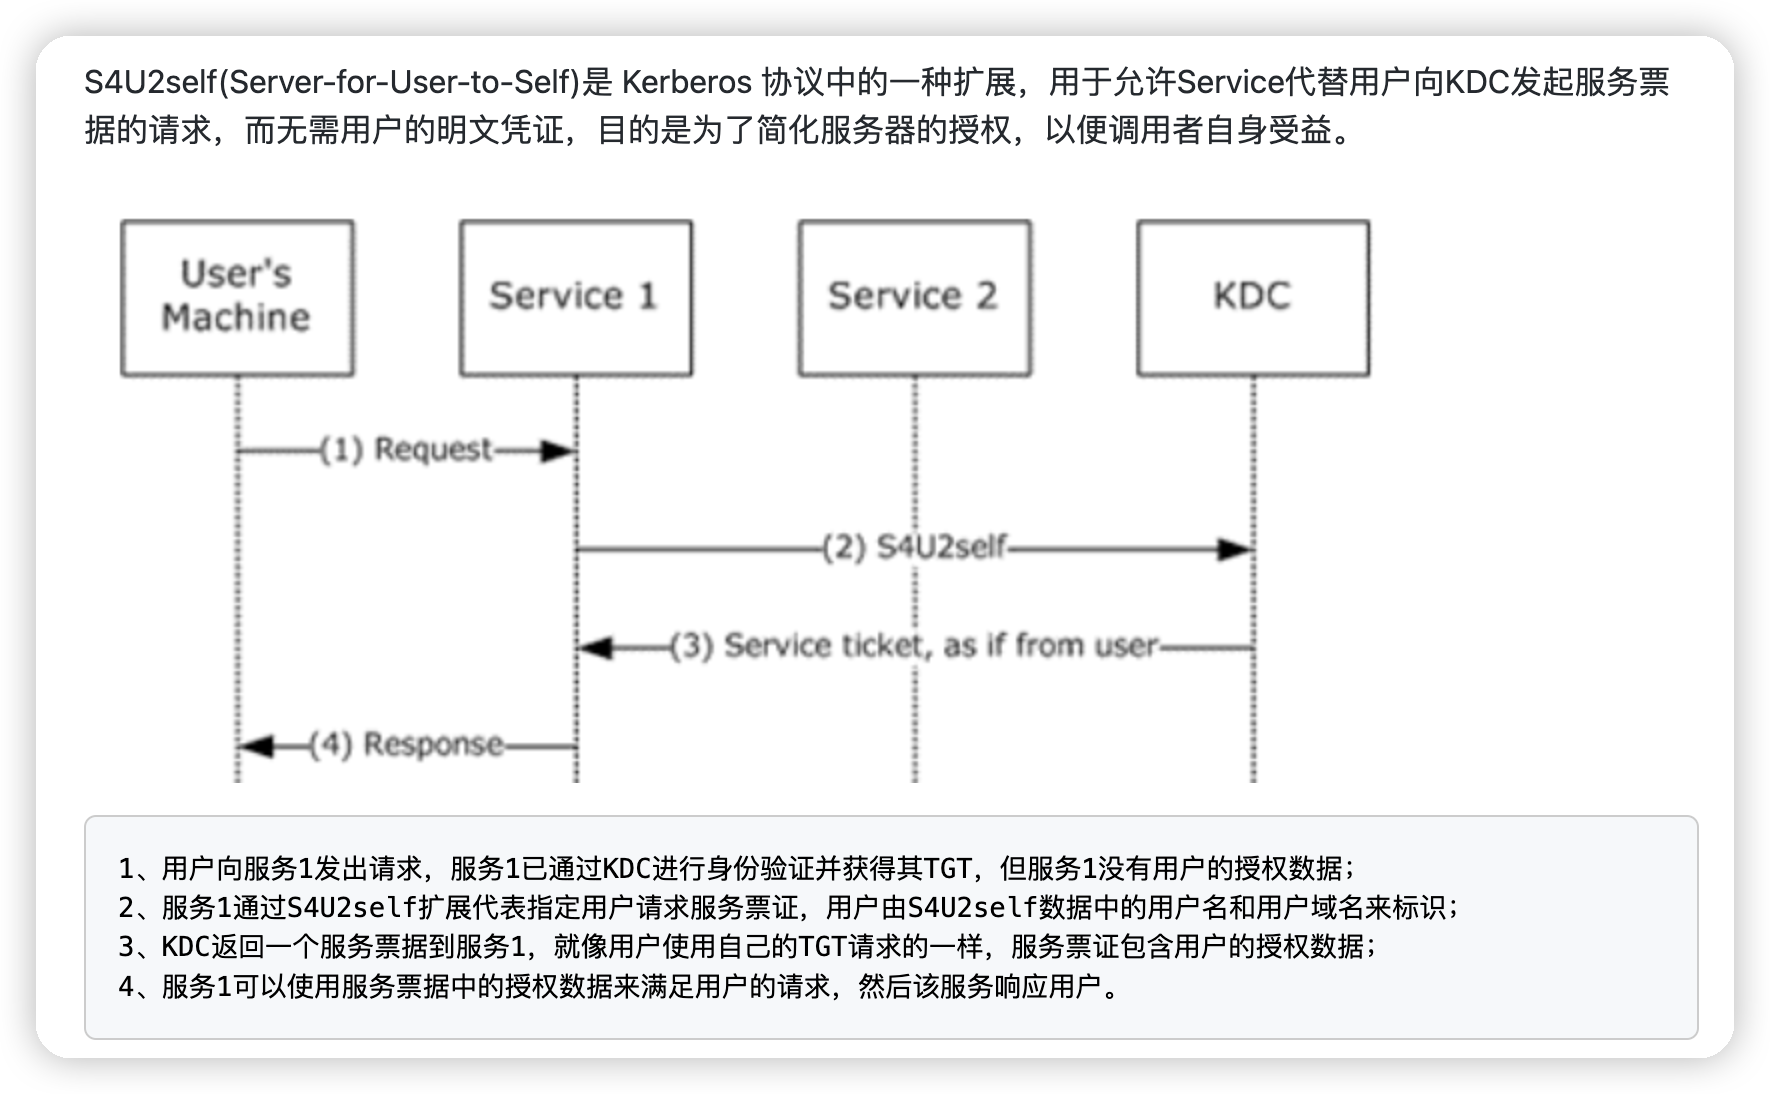 S4U2self(Server-for-User-to-Self)是 Kerberos 协议中的一种扩展，用于允许Service代替用户向KDC发起服务票
据的请求，而无需用户的明文凭证，目的是为了简化服务器的授权，以便调用者自身受益。
User's
Machine
Service 1
Service 2
KDC
(1) Request
(2) S4U2self
(3) Service ticket, as if from user
(4) Response
1、用户向服务1发出请求，服务1已通过KDC进行身份验证并获得其TGT，但服务1没有用户的授权数据；
2、服务1通过S4U2self扩展代表指定用户请求服务票证，用户由S4U2self数据中的用户名和用户域名来标识；
3、KDC返回一个服务票据到服务1，就像用户使用自己的TGT请求的一样，服务票证包含用户的授权数据；
4、服务1可以使用服务票据中的授权数据来满足用户的请求，然后该服务响应用户。